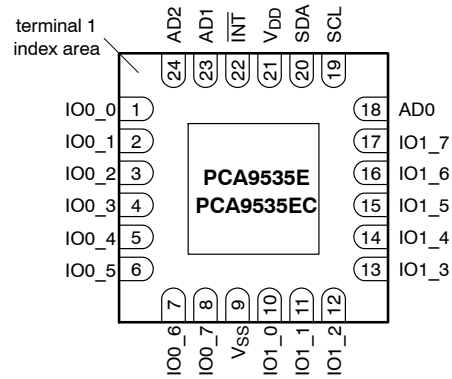 terminal 1
index area
AD2
AD1
INT
VDD
SDA
SCL
24
23
22
21
20
19
IO0_0 1
IO0_1 2
IO0_2 3
IO0_3 4
IO0_4 5
IO0_5 6
PCA9535E
PCA9535EC
18 AD0
17 IO1_7
16 IO1_6
15 IO1_5
14 IO1_4
13 IO1_3
7
8
9
10
11
12
IO0_6
IO0_7
VSS
IO1_0
IO1_1
IO1_2